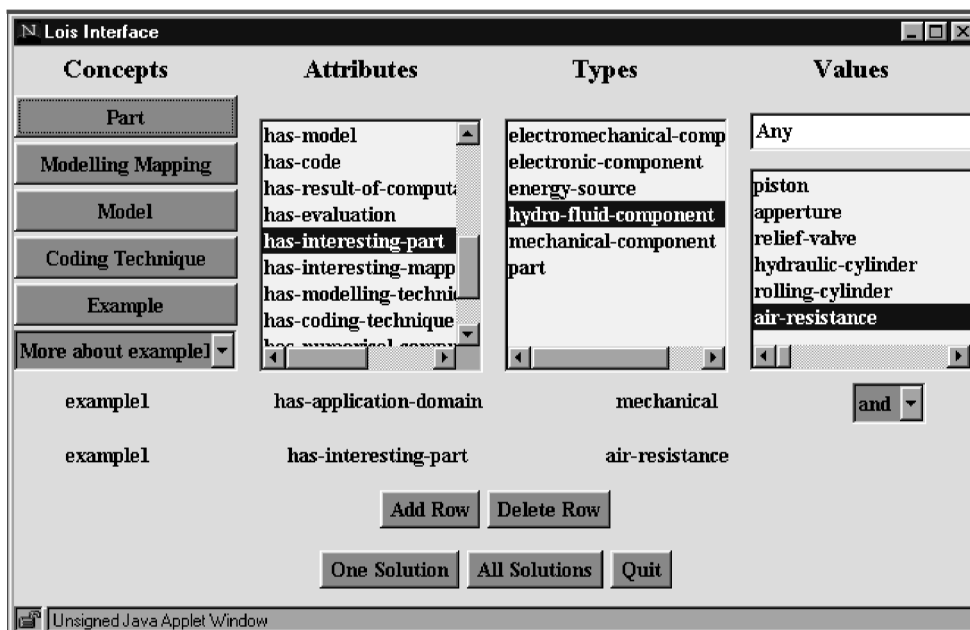 Lois Interface
Concepts Attributes Types Values
Part
Modelling Mapping
Model
Coding Technique
Example
More about example1
has-model
has-code
has-result-of-computa
has-evaluation
has-interesting-part
has-interesting-mapp
has-modelling-techni
has-coding-technique
electromechanical-comp
electronic-component
energy-source
hydro-fluid-component
mechanical-component
part
Any
piston
apperture
relief-valve
hydraulic-cylinder
rolling-cylinder
air-resistance
example1 has-application-domain mechanical and
example1 has-interesting-part air-resistance
Add Row Delete Row
One Solution All Solutions Quit
Unsigned Java Applet Window